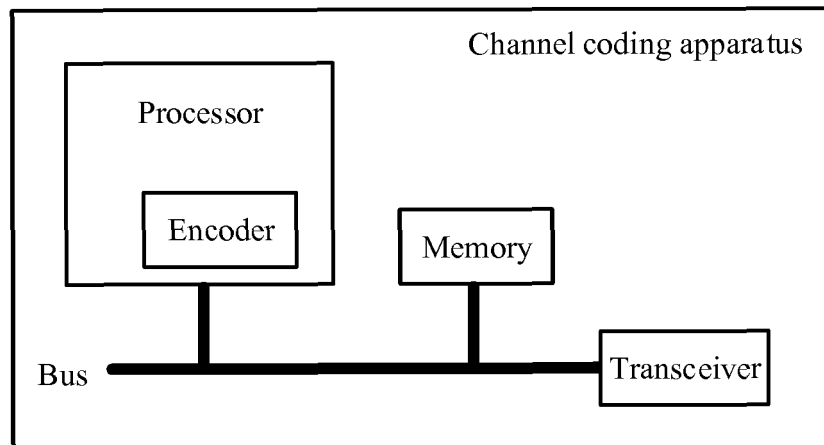 Channel coding apparatus
Processor
Encoder
Memory
Bus
Transceiver